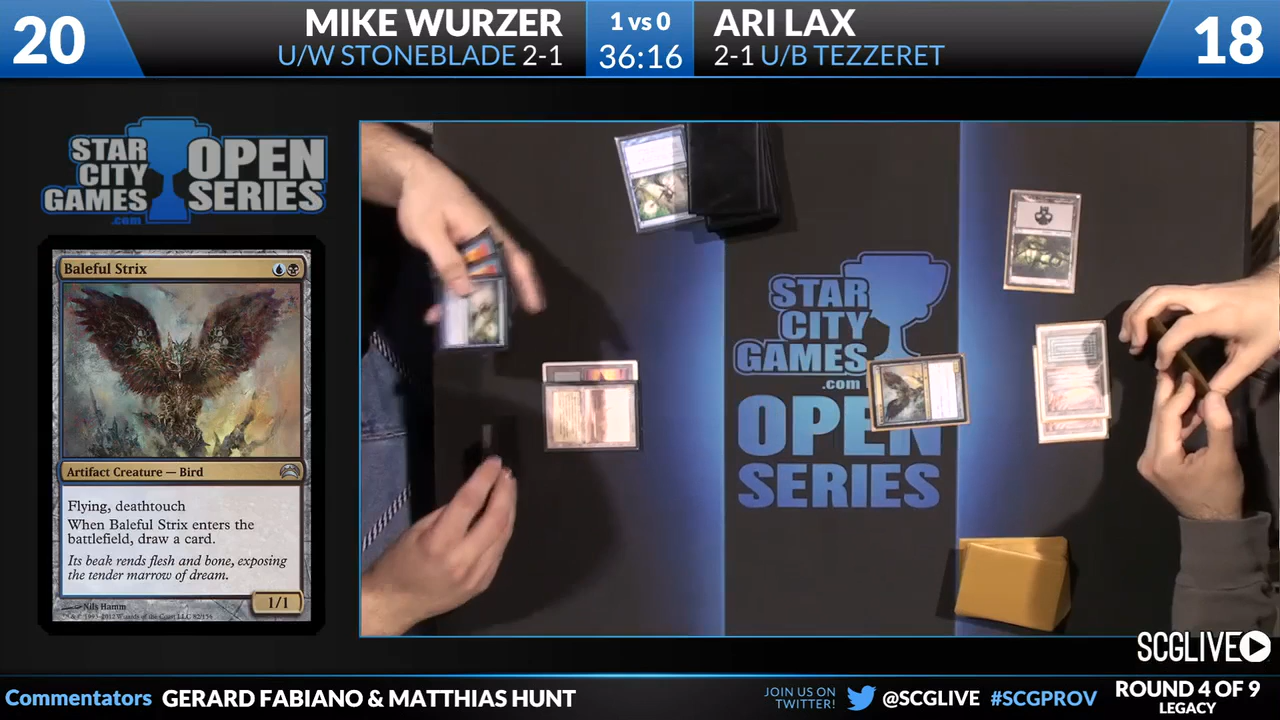 20
MIKE WURZER
U/W STONEBLADE 2-1
1 vs 0
36:16
ARI LAX
2-1 U/B TEZZERET
18
STAR
CITY
GAMES
.com
OPEN
SERIES
Baleful Strix
Artifact Creature — Bird
Flying, deathtouch
When Baleful Strix enters the
battlefield, draw a card.
Its beak rends flesh and bone, exposing
the tender marrow of dream.
1/1
Nils Hamm
STAR
CITY
GAMES
.com
OPEN
SERIES
SCGLIVE
Commentators GERARD FABIANO & MATTHIAS HUNT
JOIN US ON
TWITTER!
@SCGLIVE #SCGPROV
ROUND 4 OF 9
LEGACY